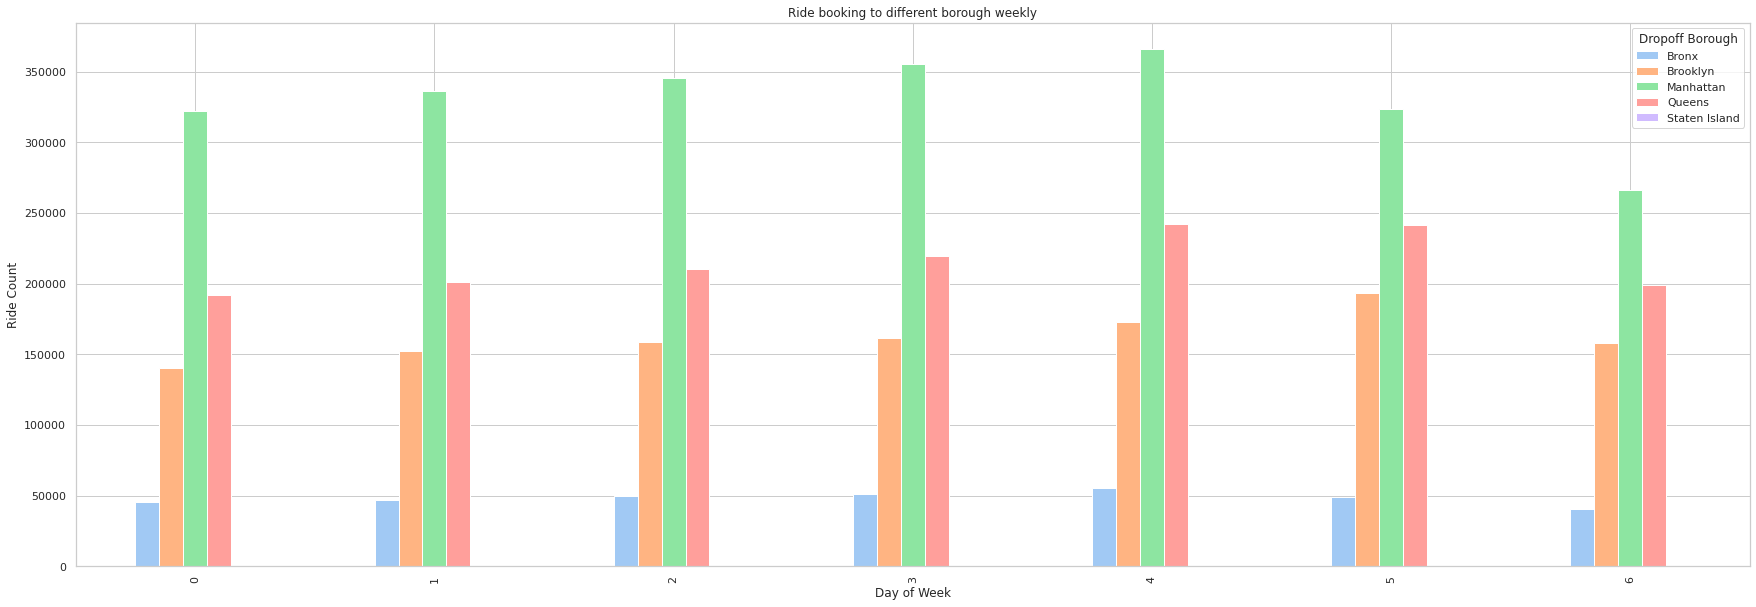 Ride booking to different borough weekly
Dropoff Borough
Bronx
Brooklyn
Manhattan
Queens
Staten Island
Ride Count
350000
300000
250000
200000
150000
100000
50000
0
0
1
2
3
4
5
6
Day of Week